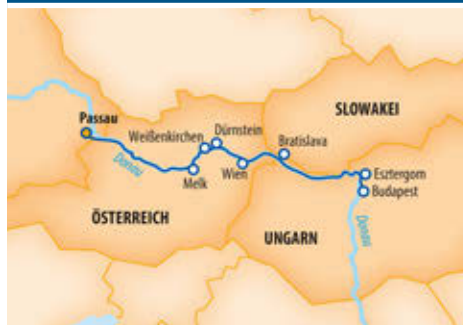 SLOWAKEI
Passau
Dürnstein
Weißenkirchen
Bratislava
Donau
Esztergom
Melk
Wien
Budapest
ÖSTERREICH
UNGARN
Donau